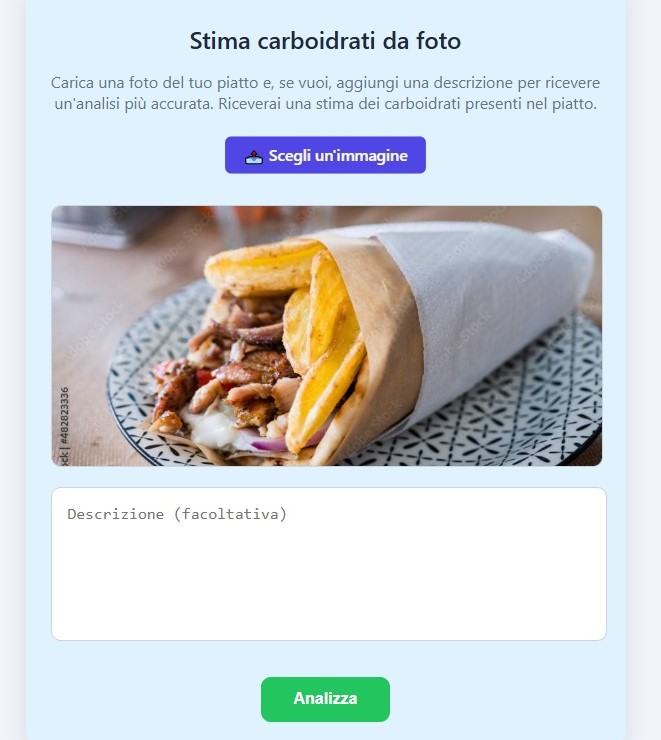 Stima carboidrati da foto
Carica una foto del tuo piatto e, se vuoi, aggiungi una descrizione per ricevere
un'analisi più accurata. Riceverai una stima dei carboidrati presenti nel piatto.
Scegli un'immagine
ck | #482823336
Descrizione (facoltativa)
Analizza